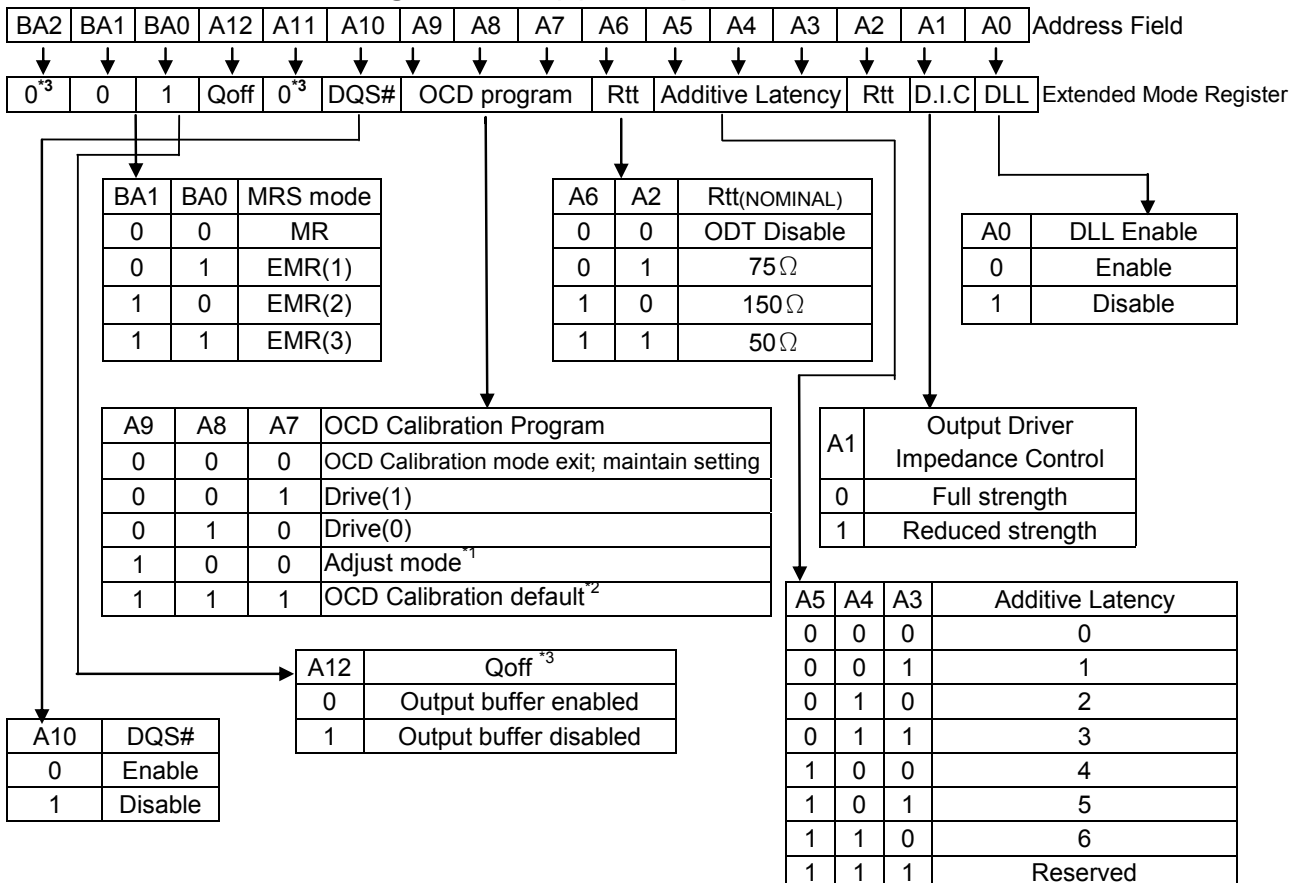 BA2 BA1 BA0 A12 A11 A10 A9 A8 A7 A6 A5 A4 A3 A2 A1 A0 Address Field
0*3 0 1 Qoff 0*3 DQS# OCD program Rtt Additive Latency Rtt D.I.C DLL Extended Mode Register
BA1 BA0 MRS mode
0 0 MR
0 1 EMR(1)
1 0 EMR(2)
1 1 EMR(3)
A6 A2 Rtt(NOMINAL)
0 0 ODT Disable
0 1 75Ω
1 0 150Ω
1 1 50Ω
A0 DLL Enable
0 Enable
1 Disable
A9 A8 A7 OCD Calibration Program
0 0 0 OCD Calibration mode exit; maintain setting
0 0 1 Drive(1)
0 1 0 Drive(0)
1 0 0 Adjust mode*1
1 1 1 OCD Calibration default*2
A1 Output Driver
Impedance Control
0 Full strength
1 Reduced strength
A12 Qoff *3
0 Output buffer enabled
1 Output buffer disabled
A10 DQS#
0 Enable
1 Disable
A5 A4 A3 Additive Latency
0 0 0 0
0 0 1 1
0 1 0 2
0 1 1 3
1 0 0 4
1 0 1 5
1 1 0 6
1 1 1 Reserved